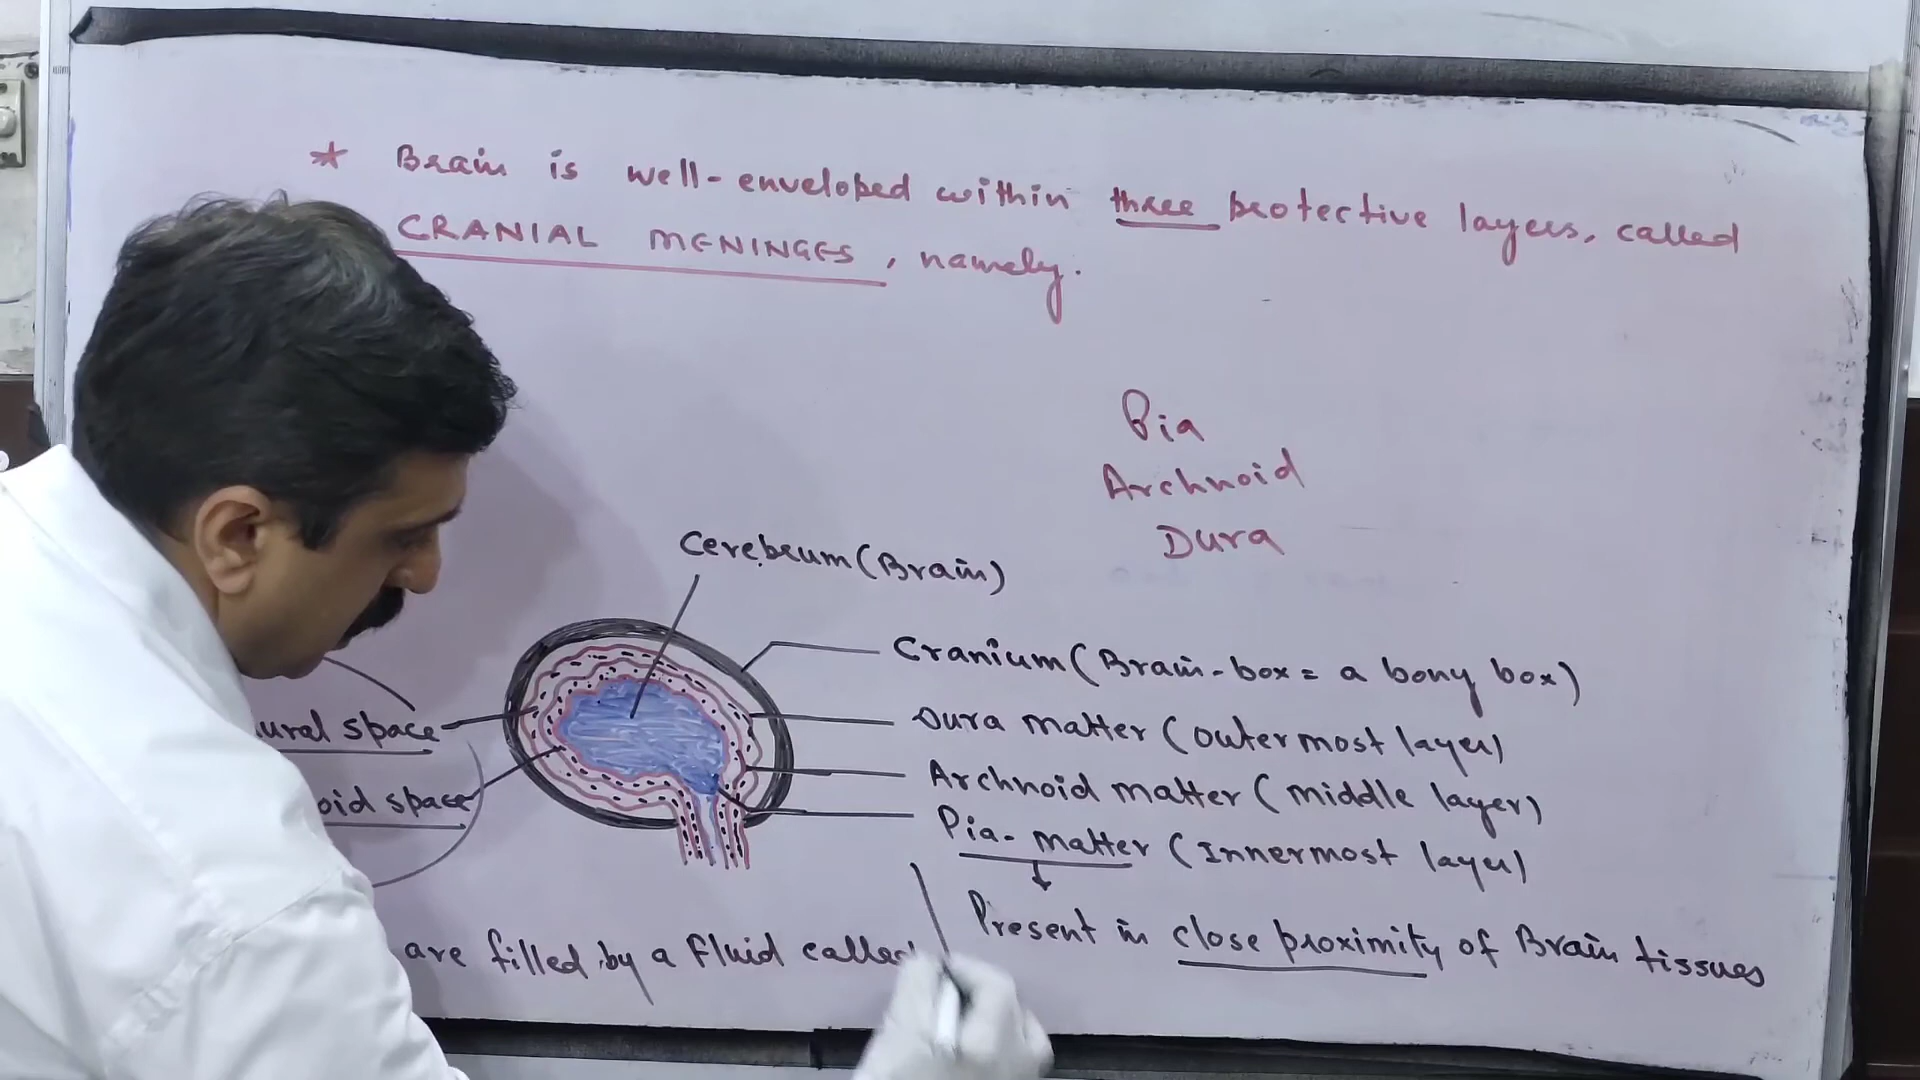 * Brain is well-enveloped within three protective layers, called
CRANIAL MENINGES, namely.
Pia
Archnoid
Dura
Cerebrum (Brain)
Cranium (Brain-box = a bony box)
Dura matter (outermost layer)
Archnoid matter (middle layer)
Pia-matter (Innermost layer)
Present in close proximity of Brain tissues
ural space
oid space
are filled by a fluid called